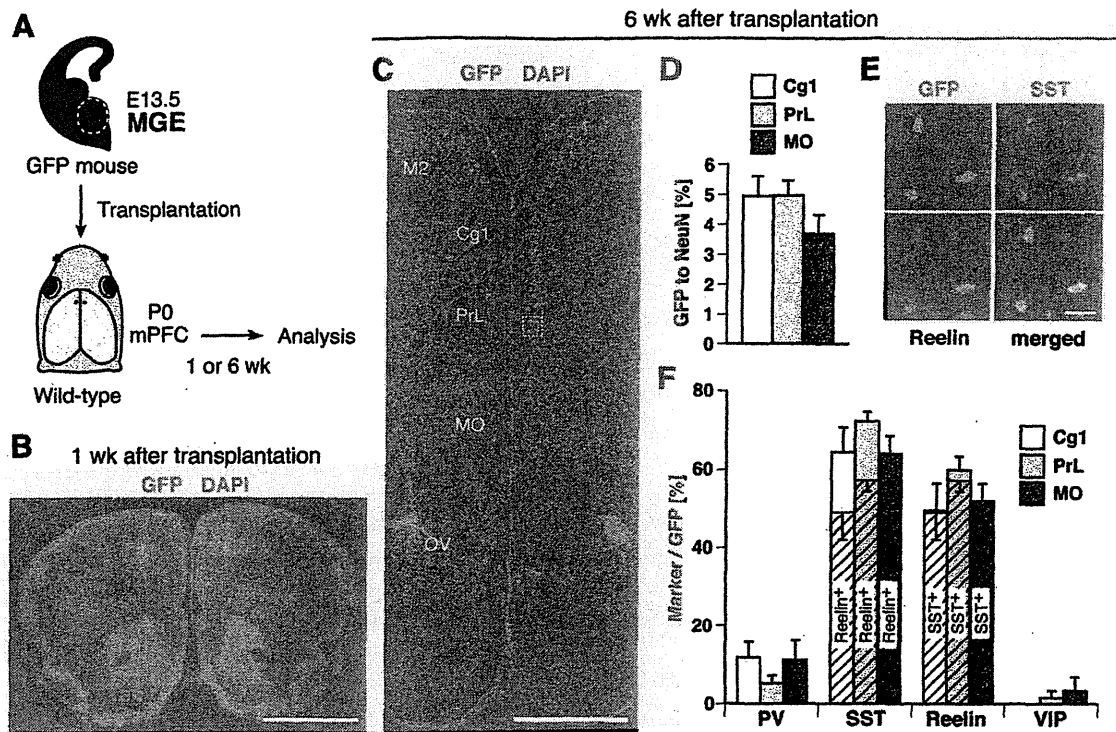 6 wk after transplantation
A
E13.5
MGE
GFP mouse
Transplantation
P0
mPFC
Analysis
1 or 6 wk
Wild-type
B
1 wk after transplantation
GFP DAPI
C
GFP DAPI
M2
Cg1
PrL
MO
OV
D
Cg1
PrL
MO
GFP to NeuN [%]
6
5
4
3
2
1
0
E
GFP SST
Reelin merged
F
Marker / GFP [%]
80
60
40
20
0
Cg1
PrL
MO
Reelin+
Reelin+
Reelin+
SST+
SST+
SST+
PV SST Reelin VIP